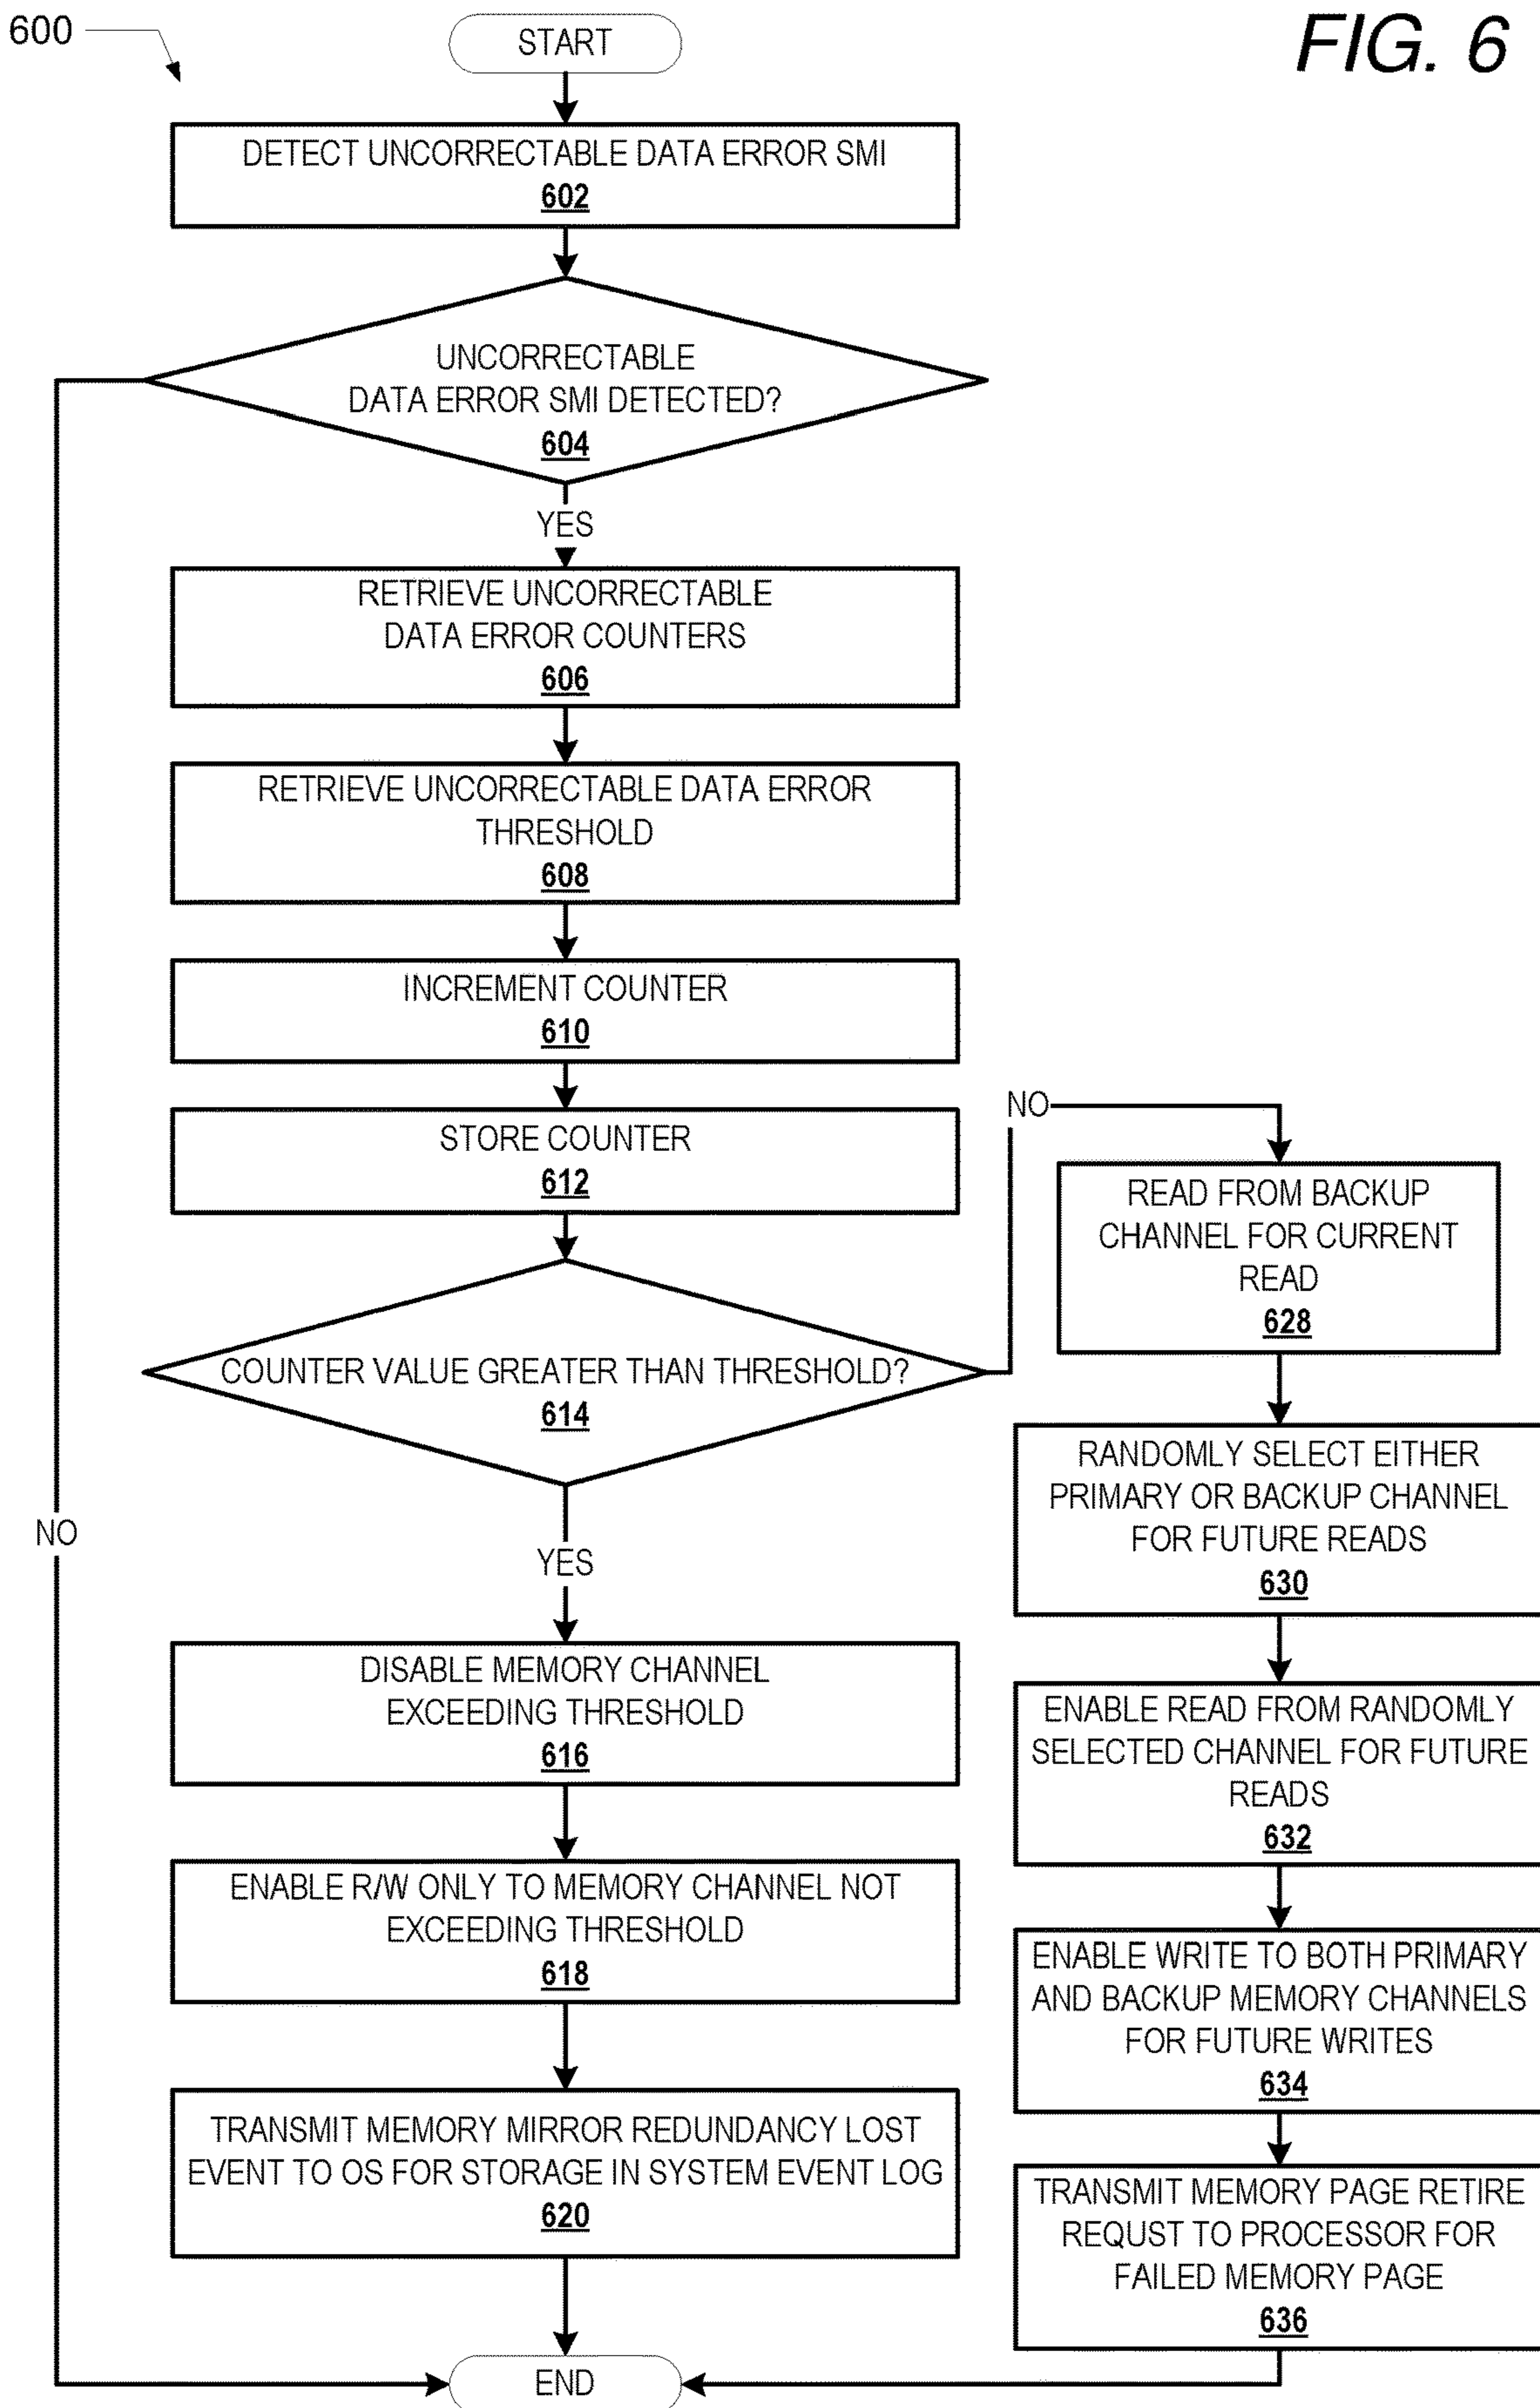 600
START
FIG. 6
DETECT UNCORRECTABLE DATA ERROR SMI
602
UNCORRECTABLE
DATA ERROR SMI DETECTED?
604
YES
RETRIEVE UNCORRECTABLE
DATA ERROR COUNTERS
606
RETRIEVE UNCORRECTABLE DATA ERROR
THRESHOLD
608
INCREMENT COUNTER
610
STORE COUNTER
612
COUNTER VALUE GREATER THAN THRESHOLD?
614
NO
YES
DISABLE MEMORY CHANNEL
EXCEEDING THRESHOLD
616
ENABLE R/W ONLY TO MEMORY CHANNEL NOT
EXCEEDING THRESHOLD
618
TRANSMIT MEMORY MIRROR REDUNDANCY LOST
EVENT TO OS FOR STORAGE IN SYSTEM EVENT LOG
620
NO
READ FROM BACKUP
CHANNEL FOR CURRENT
READ
628
RANDOMLY SELECT EITHER
PRIMARY OR BACKUP CHANNEL
FOR FUTURE READS
630
ENABLE READ FROM RANDOMLY
SELECTED CHANNEL FOR FUTURE
READS
632
ENABLE WRITE TO BOTH PRIMARY
AND BACKUP MEMORY CHANNELS
FOR FUTURE WRITES
634
TRANSMIT MEMORY PAGE RETIRE
REQUST TO PROCESSOR FOR
FAILED MEMORY PAGE
636
END